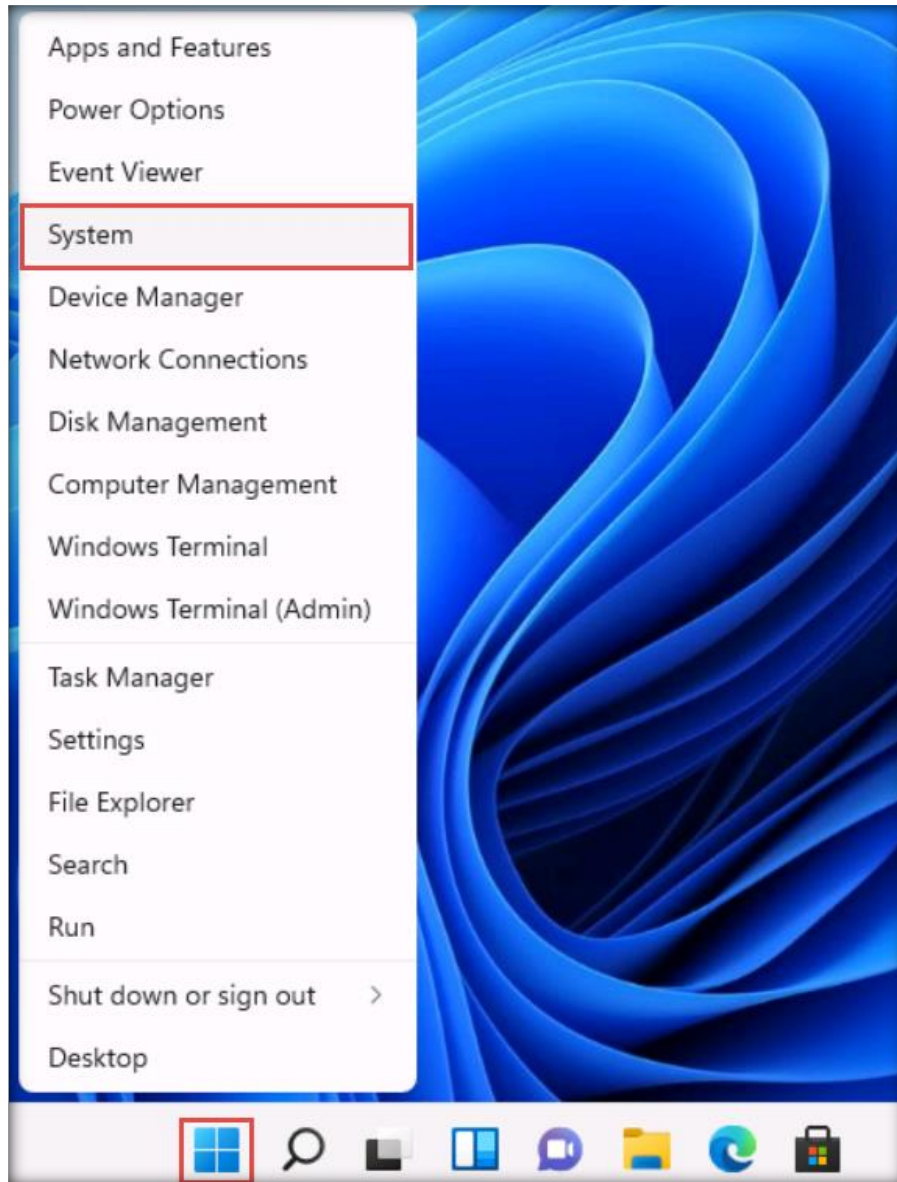 Apps and Features
Power Options
Event Viewer
System
Device Manager
Network Connections
Disk Management
Computer Management
Windows Terminal
Windows Terminal (Admin)
Task Manager
Settings
File Explorer
Search
Run
Shut down or sign out
Desktop